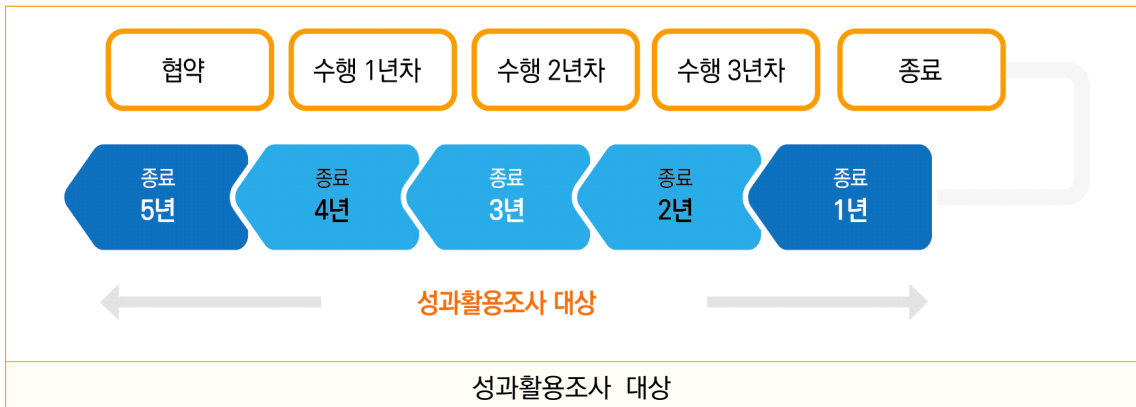 협약
수행 1년차
수행 2년차
수행 3년차
종료
종료
5년
종료
4년
종료
3년
종료
2년
종료
1년
성과활용조사 대상
성과활용조사 대상